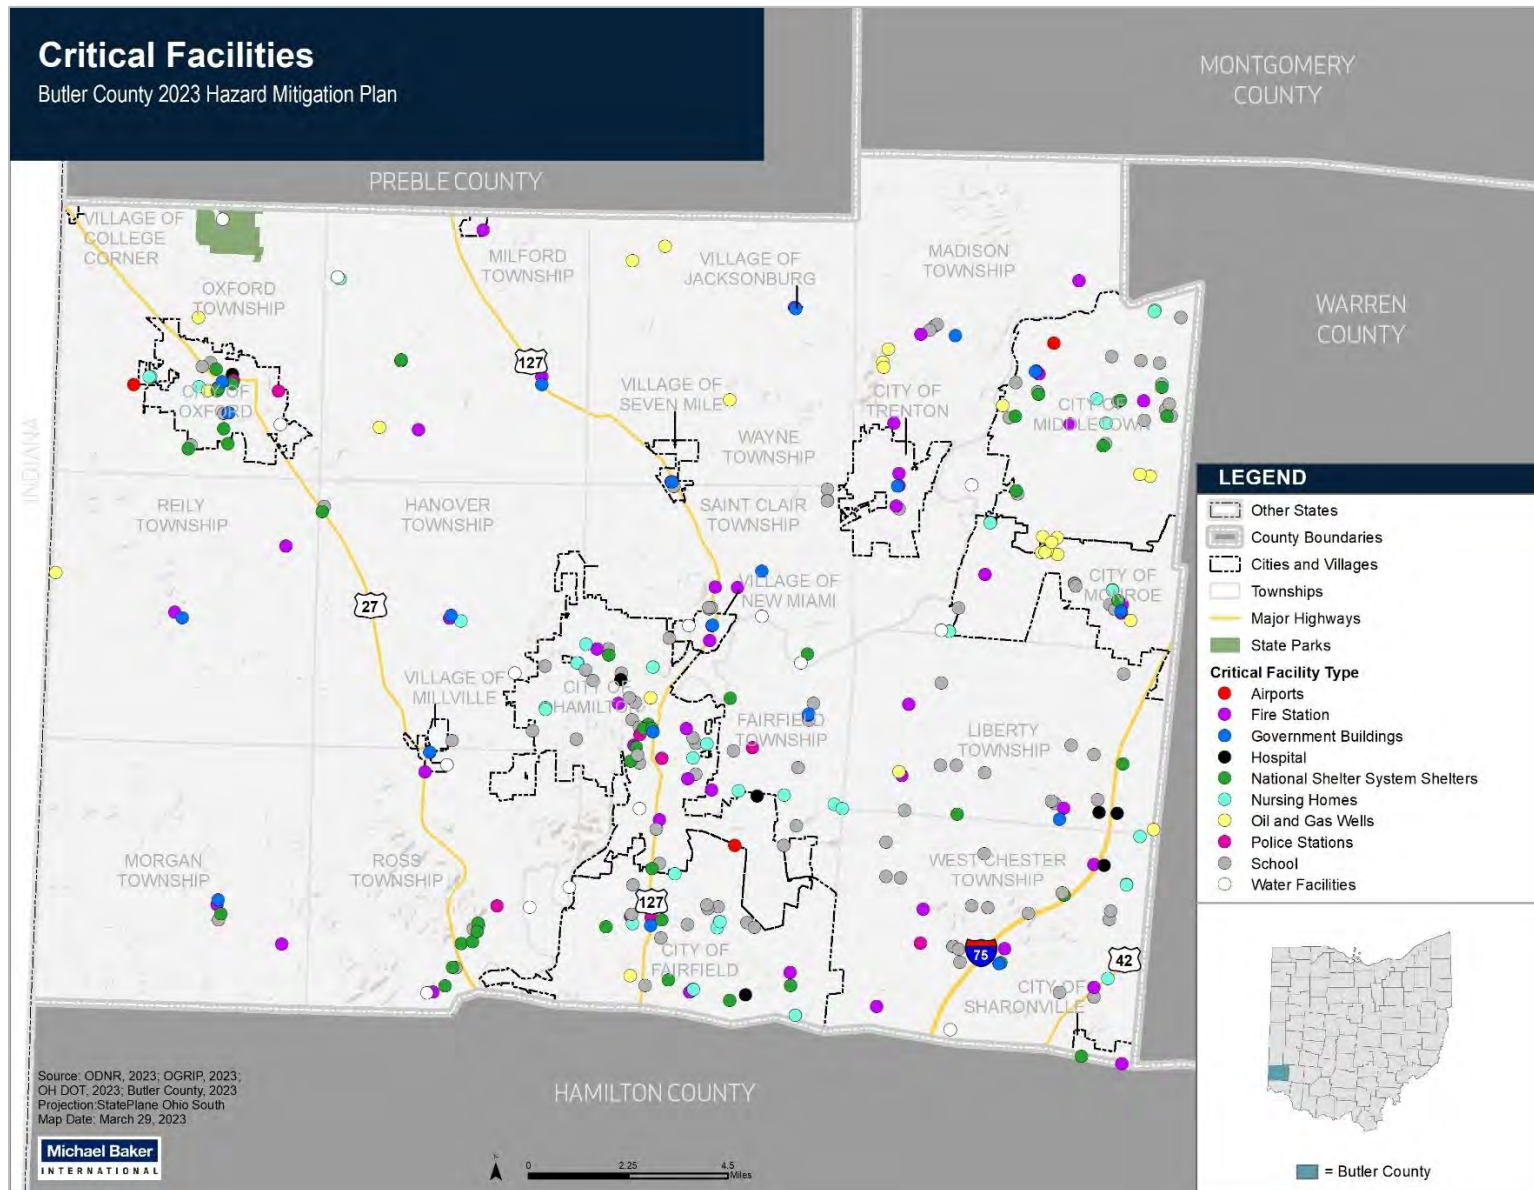 Critical Facilities
Butler County 2023 Hazard Mitigation Plan
MONTGOMERY
COUNTY
PREBLE COUNTY
VILLAGE OF
COLLEGE
CORNER
MILFORD
TOWNSHIP
VILLAGE OF
JACKSONBURG
MADISON
TOWNSHIP
OXFORD
TOWNSHIP
WARREN
COUNTY
127
VILLAGE OF
SEVEN MILE
CITY OF
TRENTON
CITY OF
OXFORD
CITY OF
MIDDLETOWN
WAYNE
TOWNSHIP
INDIANA
REILY
TOWNSHIP
HANOVER
TOWNSHIP
SAINT CLAIR
TOWNSHIP
27
VILLAGE OF
NEW MIAMI
CITY OF
MONROE
VILLAGE OF
MILLVILLE
CITY OF
HAMILTON
FAIRFIELD
TOWNSHIP
LIBERTY
TOWNSHIP
MORGAN
TOWNSHIP
ROSS
TOWNSHIP
WEST CHESTER
TOWNSHIP
127
CITY OF
FAIRFIELD
75
42
CITY OF
SHARONVILLE
HAMILTON COUNTY
LEGEND
Other States
County Boundaries
Cities and Villages
Townships
Major Highways
State Parks
Critical Facility Type
Airports
Fire Station
Government Buildings
Hospital
National Shelter System Shelters
Nursing Homes
Oil and Gas Wells
Police Stations
School
Water Facilities
= Butler County
Source: ODNR, 2023; OGRIP, 2023;
OH DOT, 2023; Butler County, 2023
Projection:StatePlane Ohio South
Map Date: March 29, 2023
Michael Baker
INTERNATIONAL
N
0 2.25 4.5
Miles